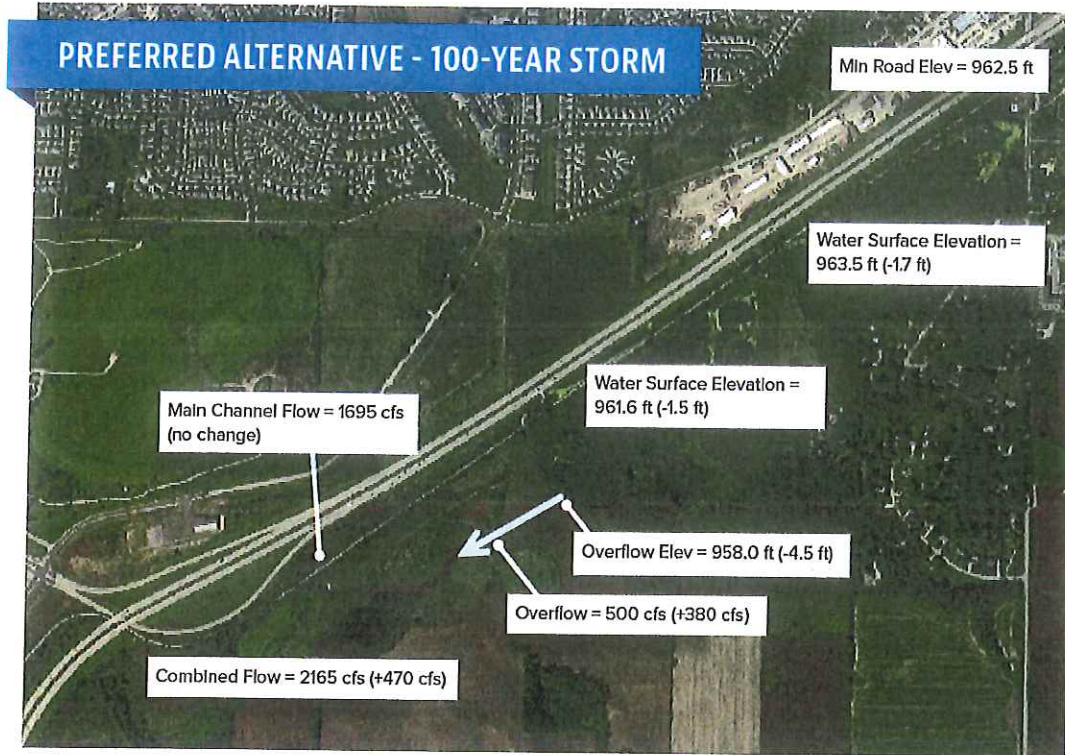 PREFERRED ALTERNATIVE - 100-YEAR STORM
Min Road Elev = 962.5 ft
Water Surface Elevation =
963.5 ft (-1.7 ft)
Water Surface Elevation =
961.6 ft (-1.5 ft)
Main Channel Flow = 1695 cfs
(no change)
Overflow Elev = 958.0 ft (-4.5 ft)
Overflow = 500 cfs (+380 cfs)
Combined Flow = 2165 cfs (+470 cfs)